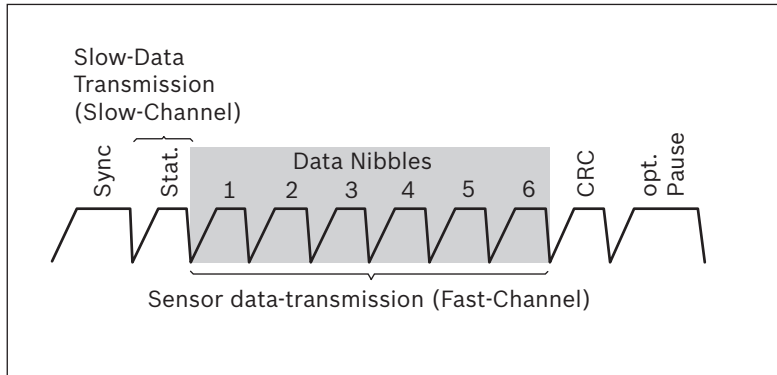 Slow-Data
Transmission
(Slow-Channel)
Sync
Stat.
Data Nibbles
1 2 3 4 5 6
CRC
opt.
Pause
Sensor data-transmission (Fast-Channel)